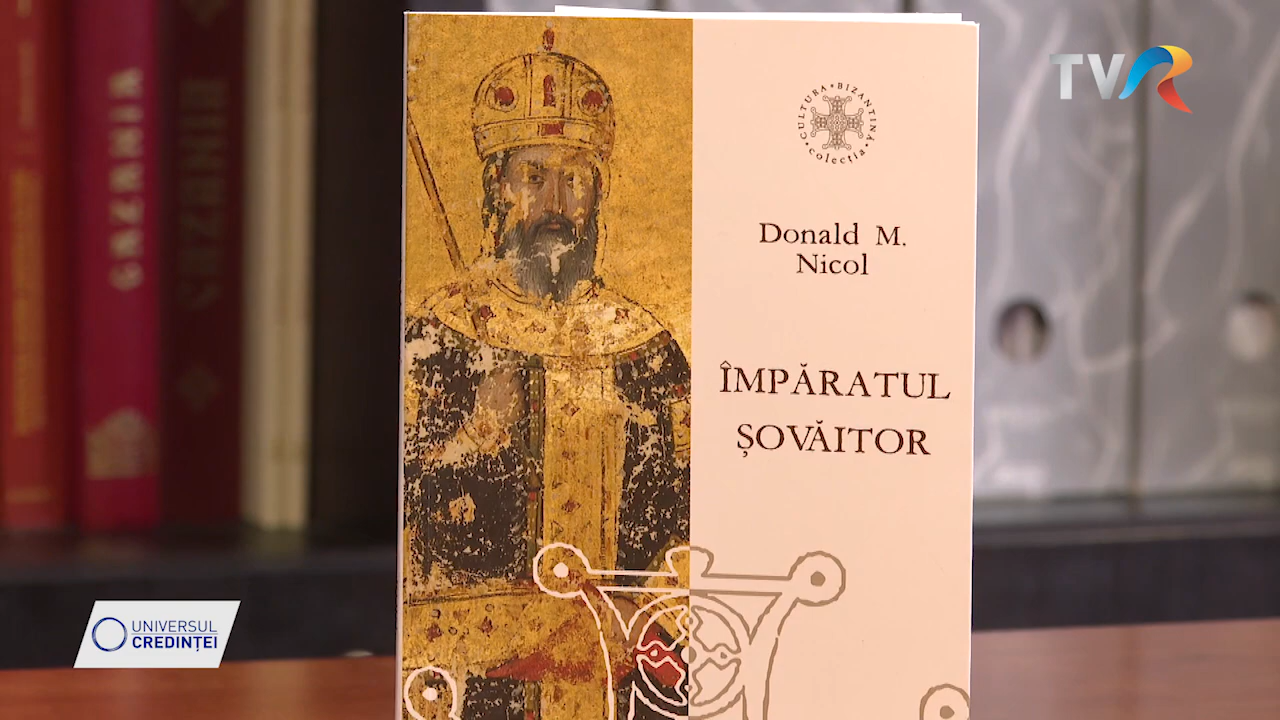 TVR
CULTURA • BIZANTINĂ •
colecția
Donald M.
Nicol
ÎMPĂRATUL
ȘOVĂITOR
UNIVERSUL
CREDINȚEI